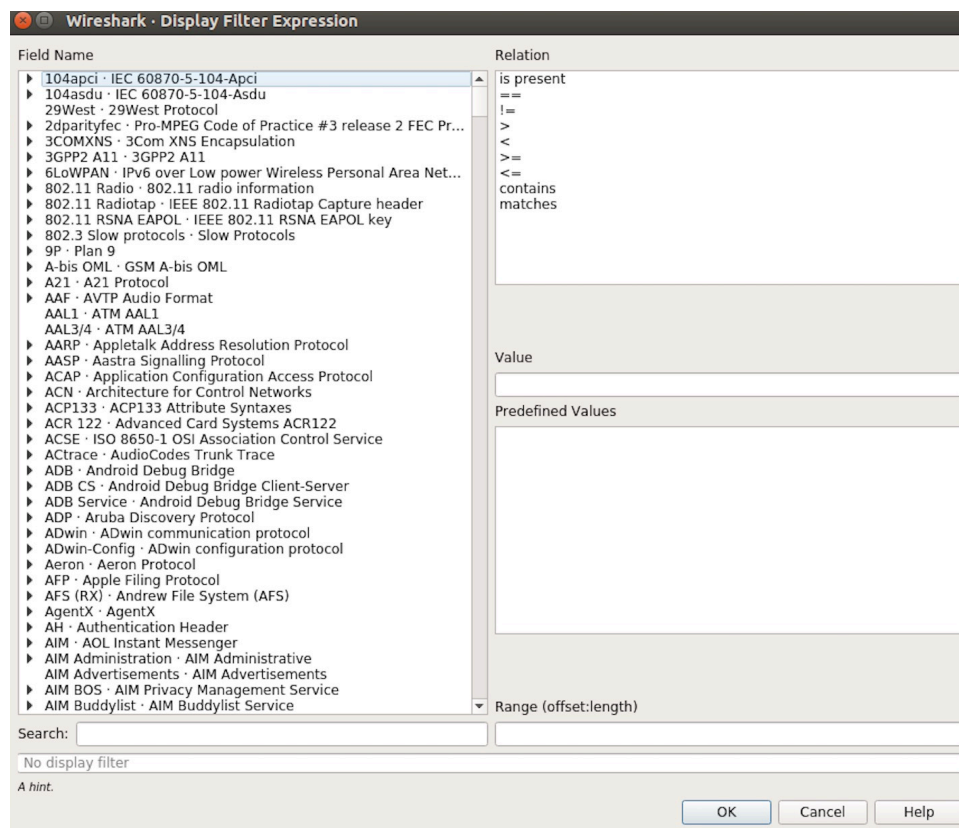 Wireshark · Display Filter Expression
Field Name
104apci · IEC 60870-5-104-Apci
104asdu · IEC 60870-5-104-Asdu
29West · 29West Protocol
2dparityfec · Pro-MPEG Code of Practice #3 release 2 FEC Pr...
3COMXNS · 3Com XNS Encapsulation
3GPP2 A11 · 3GPP2 A11
6LoWPAN · IPv6 over Low power Wireless Personal Area Net...
802.11 Radio · 802.11 radio information
802.11 Radiotap · IEEE 802.11 Radiotap Capture header
802.11 RSNA EAPOL · IEEE 802.11 RSNA EAPOL key
802.3 Slow protocols · Slow Protocols
9P · Plan 9
A-bis OML · GSM A-bis OML
A21 · A21 Protocol
AAF · AVTP Audio Format
AAL1 · ATM AAL1
AAL3/4 · ATM AAL3/4
AARP · Appletalk Address Resolution Protocol
AASP · Aastra Signalling Protocol
ACAP · Application Configuration Access Protocol
ACN · Architecture for Control Networks
ACP133 · ACP133 Attribute Syntaxes
ACR 122 · Advanced Card Systems ACR122
ACSE · ISO 8650-1 OSI Association Control Service
ACtrace · AudioCodes Trunk Trace
ADB · Android Debug Bridge
ADB CS · Android Debug Bridge Client-Server
ADB Service · Android Debug Bridge Service
ADP · Aruba Discovery Protocol
ADwin · ADwin communication protocol
ADwin-Config · ADwin configuration protocol
Aeron · Aeron Protocol
AFP · Apple Filing Protocol
AFS (RX) · Andrew File System (AFS)
AgentX · AgentX
AH · Authentication Header
AIM · AOL Instant Messenger
AIM Administration · AIM Administrative
AIM Advertisements · AIM Advertisements
AIM BOS · AIM Privacy Management Service
AIM Buddylist · AIM Buddylist Service
Search:
Relation
is present
==
!=
>
<
>=
<=
contains
matches
Value
Predefined Values
Range (offset:length)
No display filter
A hint.
OK
Cancel
Help